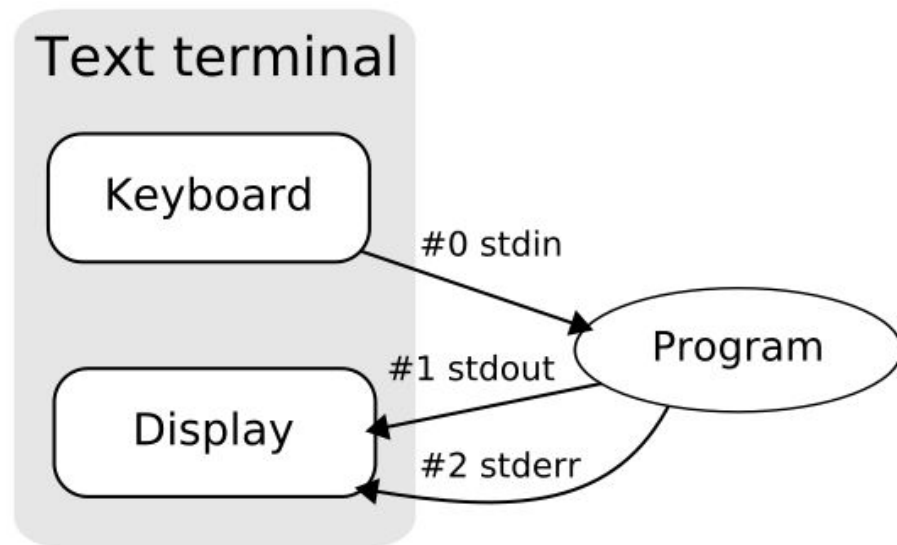 Text terminal
Keyboard
#0 stdin
Program
#1 stdout
Display
#2 stderr